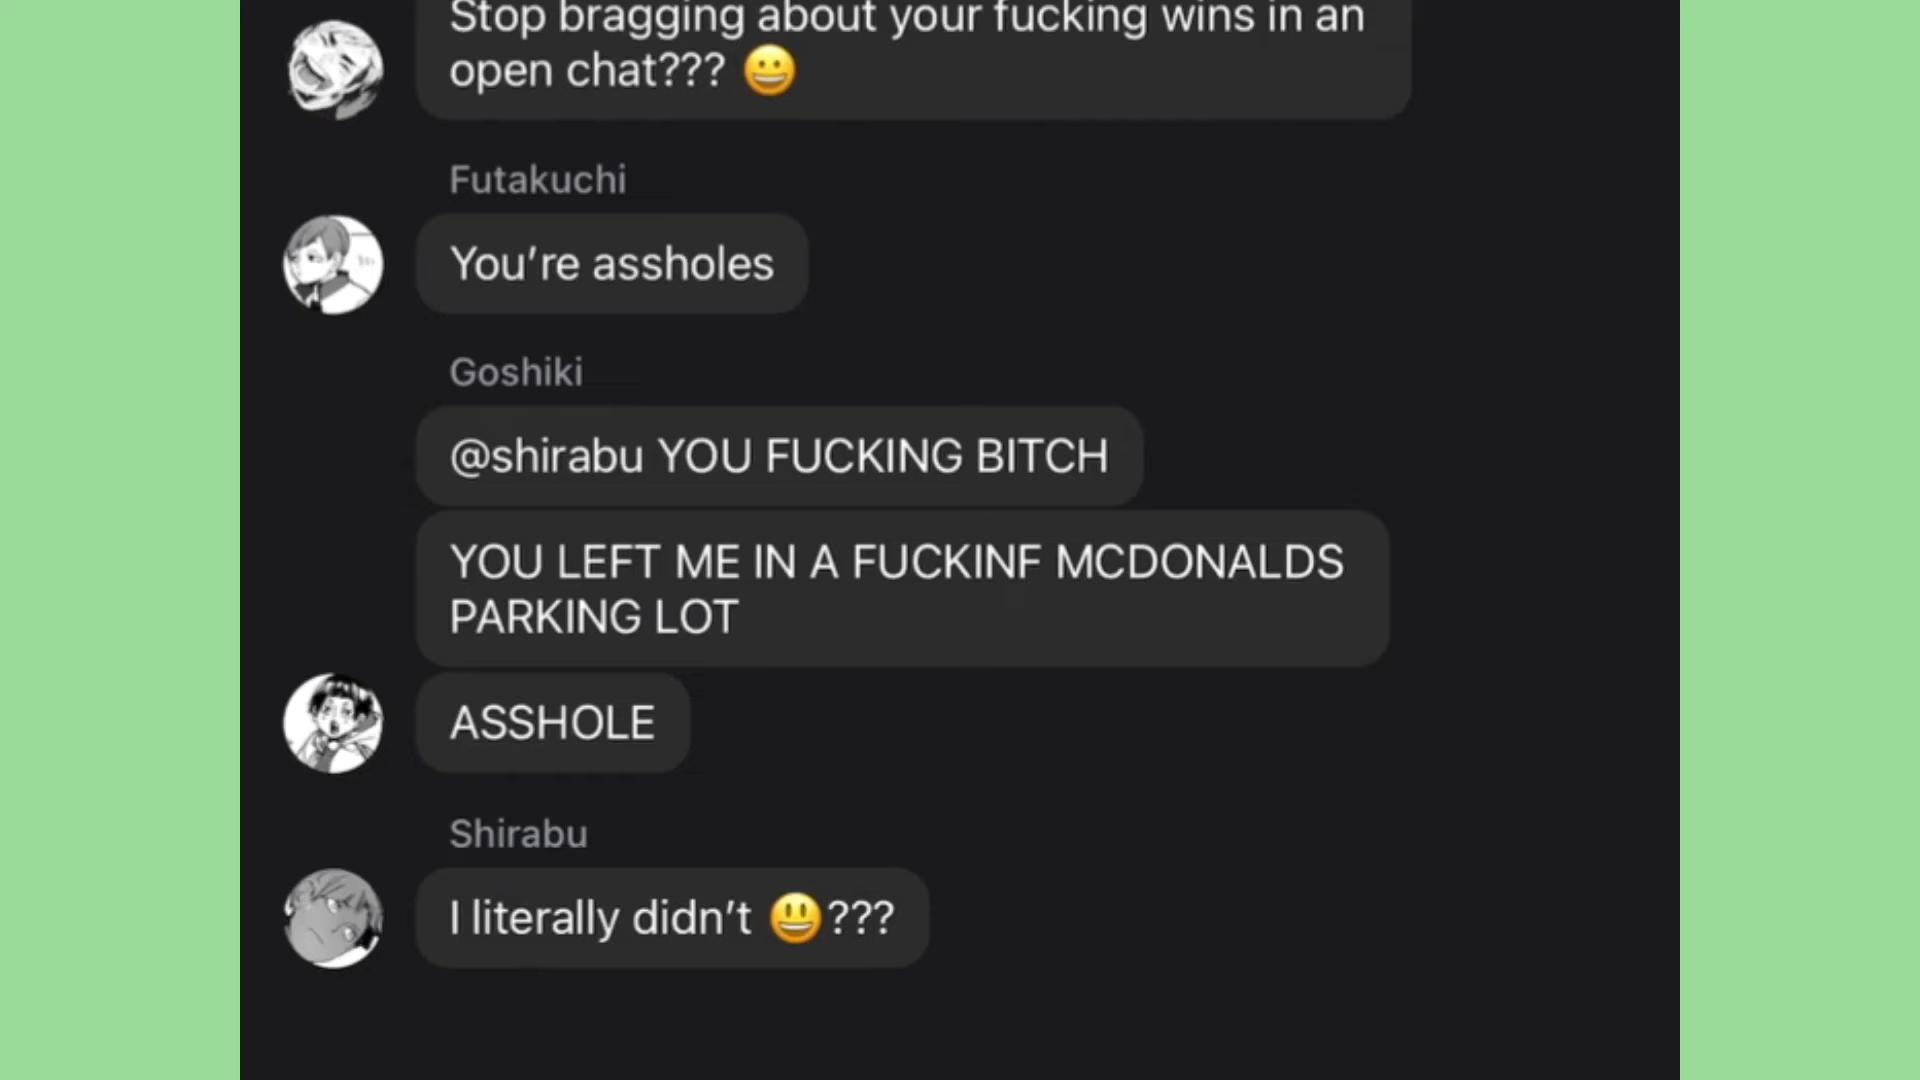 Stop bragging about your fucking wins in an
open chat??? 😀
Futakuchi
You're assholes
Goshiki
@shirabu YOU FUCKING BITCH
YOU LEFT ME IN A FUCKINF MCDONALDS
PARKING LOT
ASSHOLE
Shirabu
I literally didn't 😃???